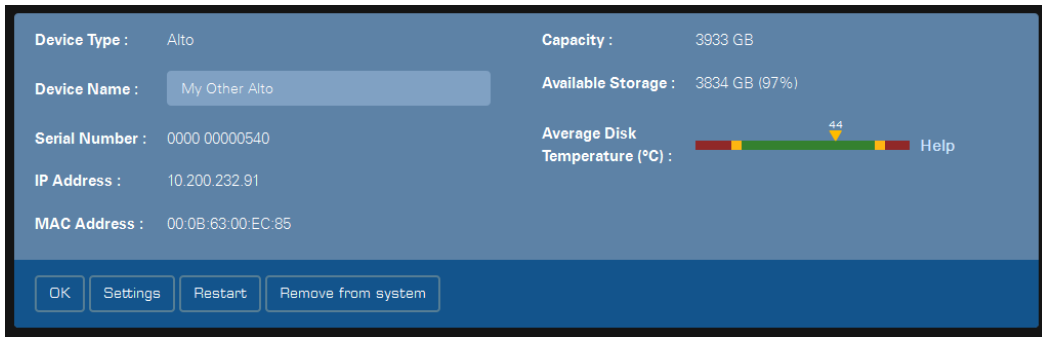 Device Type : Alto
Device Name : My Other Alto
Serial Number : 0000 00000540
IP Address : 10.200.232.91
MAC Address : 00:0B:63:00:EC:85
Capacity : 3933 GB
Available Storage : 3834 GB (97%)
44
Average Disk
Temperature (ºC) : Help
OK Settings Restart Remove from system